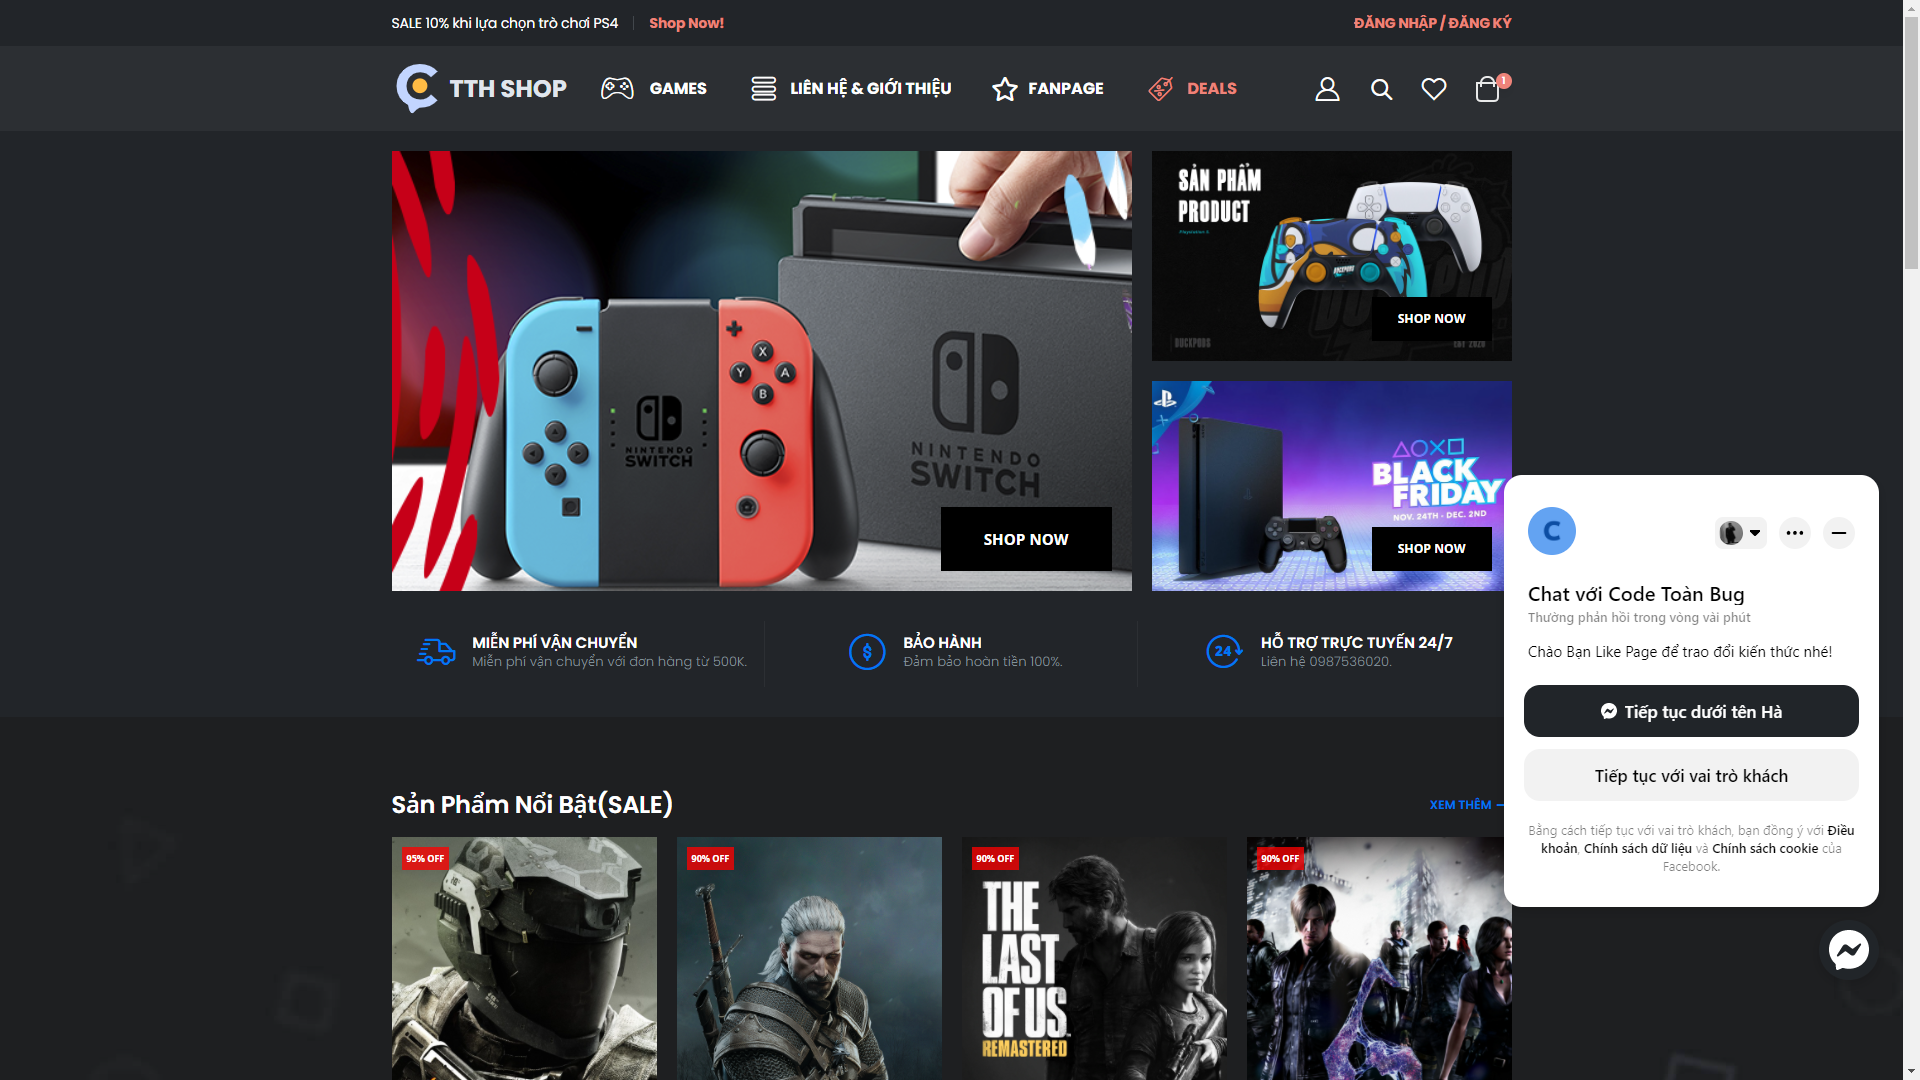 SALE 10% khi lựa chọn trò chơi PS4
Shop Now!
ĐĂNG NHẬP / ĐĂNG KÝ
TTH SHOP
GAMES
LIÊN HỆ & GIỚI THIỆU
FANPAGE
DEALS
1
X
Y
A
B
NINTENDO
SWITCH
NINTENDO
SWITCH
SHOP NOW
SẢN PHẨM
PRODUCT
Playstation 5
DUCKPODS
EST 2020
SHOP NOW
BLACK
FRIDAY
NOV. 24TH - DEC. 2ND
SHOP NOW
MIỄN PHÍ VẬN CHUYỂN
Miễn phí vận chuyển với đơn hàng từ 500K.
$
BẢO HÀNH
Đảm bảo hoàn tiền 100%.
24
HỖ TRỢ TRỰC TUYẾN 24/7
Liên hệ 0987536020.
Sản Phẩm Nổi Bật(SALE)
XEM THÊM
95% OFF
90% OFF
90% OFF
THE
LAST
OF US
REMASTERED
90% OFF
C
Chat với Code Toàn Bug
Thường phản hồi trong vòng vài phút
Chào Bạn Like Page để trao đổi kiến thức nhé!
Tiếp tục dưới tên Hà
Tiếp tục với vai trò khách
Bằng cách tiếp tục với vai trò khách, bạn đồng ý với Điều
khoản, Chính sách dữ liệu và Chính sách cookie của
Facebook.